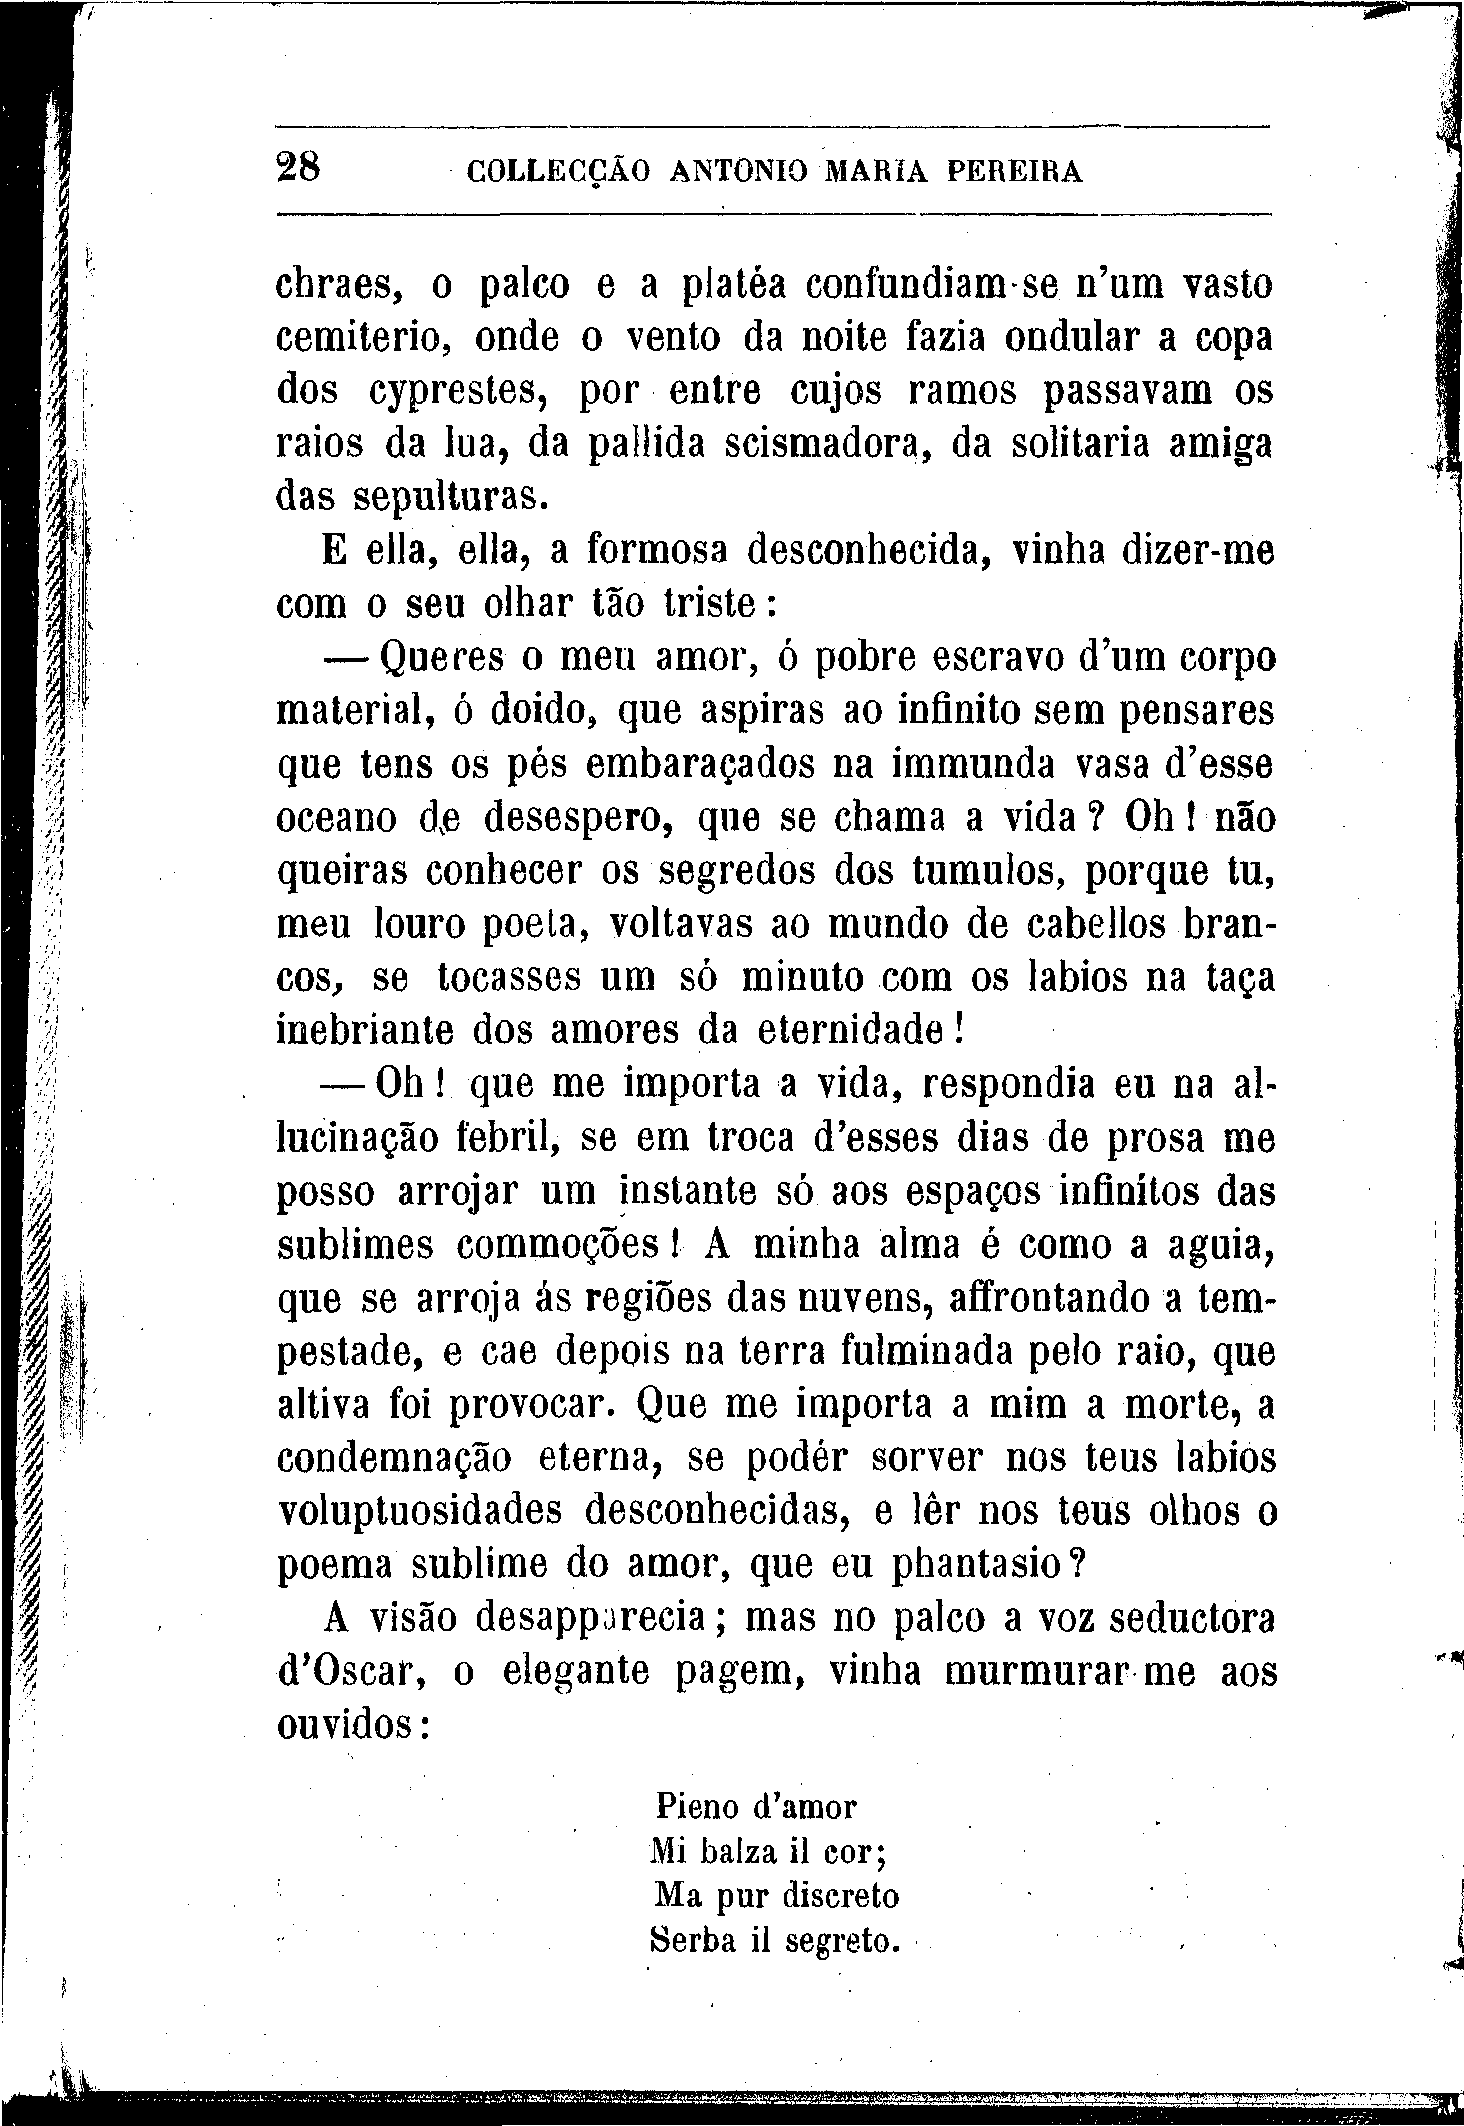 28 COLLECÇÃO ANTONIO MARIA PEREIRA
chraes, o palco e a platéa confundiam-se n'um vasto
cemiterio, onde o vento da noite fazia ondular a copa
dos cyprestes, por entre cujos ramos passavam os
raios da lua, da pallida scismadora, da solitaria amiga
das sepulturas.
E ella, ella, a formosa desconhecida, vinha dizer-me
com o seu olhar tão triste:
— Queres o meu amor, ó pobre escravo d'um corpo
material, ó doido, que aspiras ao infinito sem pensares
que tens os pés embaraçados na immunda vasa d'esse
oceano de desespero, que se chama a vida? Oh! não
queiras conhecer os segredos dos tumulos, porque tu,
meu louro poeta, voltavas ao mundo de cabellos bran-
cos, se tocasses um só minuto com os labios na taça
inebriante dos amores da eternidade!
— Oh! que me importa a vida, respondia eu na al-
lucinação febril, se em troca d'esses dias de prosa me
posso arrojar um instante só aos espaços infinitos das
sublimes commoções! A minha alma é como a aguia,
que se arroja ás regiões das nuvens, affrontando a tem-
pestade, e cae depois na terra fulminada pelo raio, que
altiva foi provocar. Que me importa a mim a morte, a
condemnação eterna, se podér sorver nos teus labios
voluptuosidades desconhecidas, e lêr nos teus olhos o
poema sublime do amor, que eu phantasio?
A visão desapparecia; mas no palco a voz seductora
d'Oscar, o elegante pagem, vinha murmurar-me aos
ouvidos:
Pieno d'amor
Mi balza il cor;
Ma pur discreto
Serba il segreto.